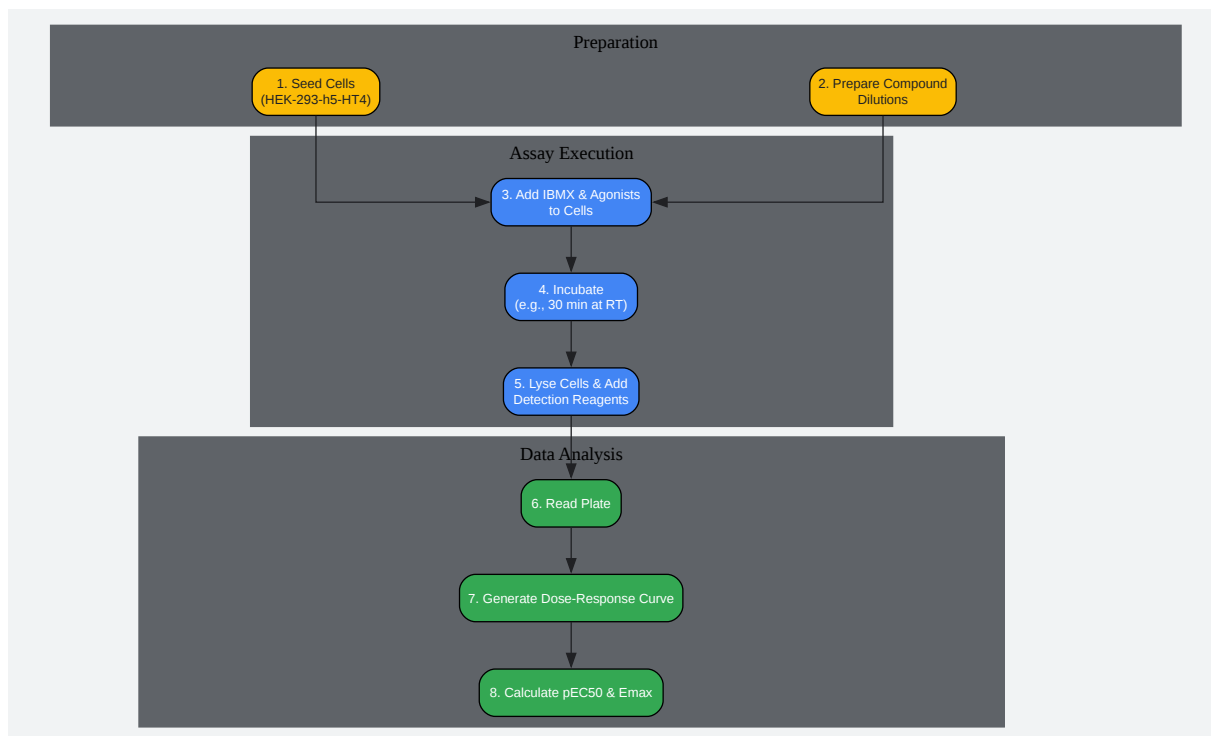 Preparation
1. Seed Cells
(HEK-293-h5-HT4)
2. Prepare Compound
Dilutions
Assay Execution
3. Add IBMX & Agonists
to Cells
4. Incubate
(e.g., 30 min at RT)
5. Lyse Cells & Add
Detection Reagents
Data Analysis
6. Read Plate
7. Generate Dose-Response Curve
8. Calculate pEC50 & Emax